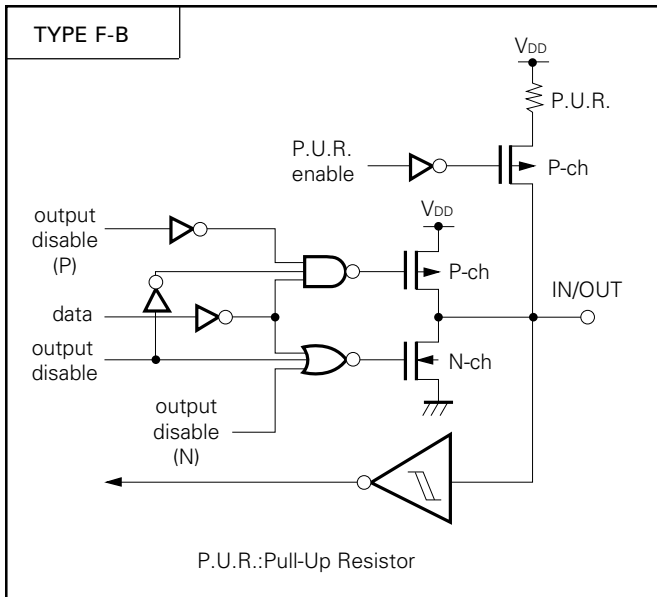 TYPE F-B
VDD
P.U.R.
P.U.R.
enable
P-ch
output
disable
(P)
VDD
P-ch
IN/OUT
data
output
disable
N-ch
output
disable
(N)
P.U.R.:Pull-Up Resistor